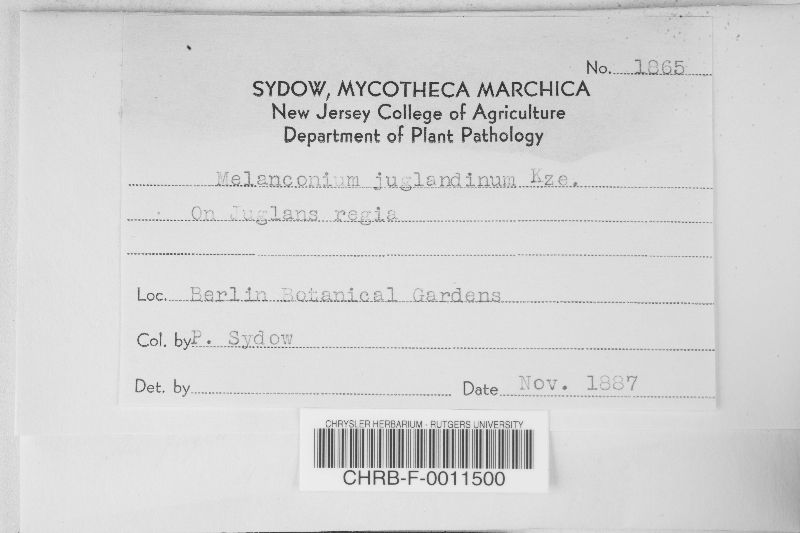 No. 1865
SYDOW, MYCOTHECA MARCHICA
New Jersey College of Agriculture
Department of Plant Pathology
Melanconium juglandinum Kze.
On Juglans regia
Loc. Berlin Botanical Gardens
Col. by P. Sydow
Det. by
Date Nov. 1887
CHRYSLER HERBARIUM - RUTGERS UNIVERSITY
CHRB-F-0011500